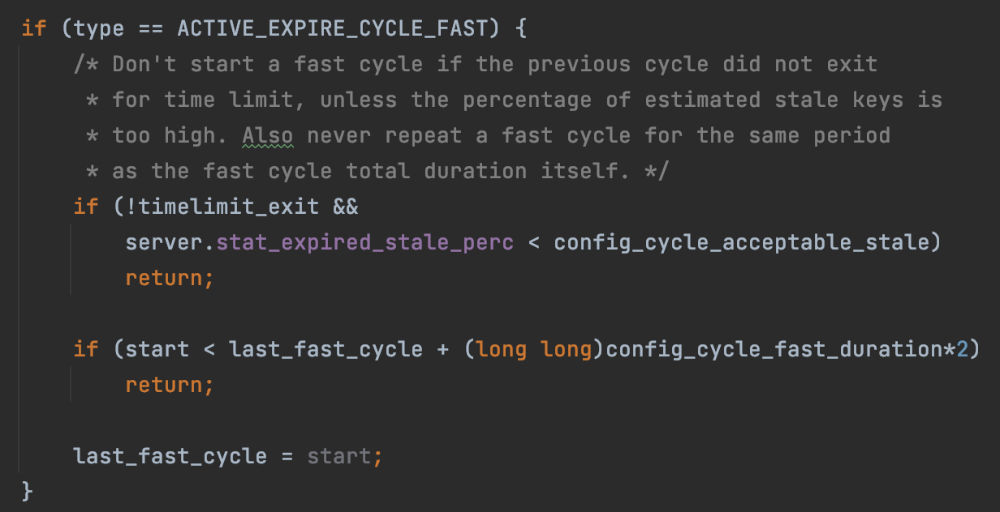 if (type == ACTIVE_EXPIRE_CYCLE_FAST) {
/* Don't start a fast cycle if the previous cycle did not exit
* for time limit, unless the percentage of estimated stale keys is
* too high. Also never repeat a fast cycle for the same period
* as the fast cycle total duration itself. */
if (!timelimit_exit &&
server.stat_expired_stale_perc < config_cycle_acceptable_stale)
return;
if (start < last_fast_cycle + (long long)config_cycle_fast_duration*2)
return;
last_fast_cycle = start;
}